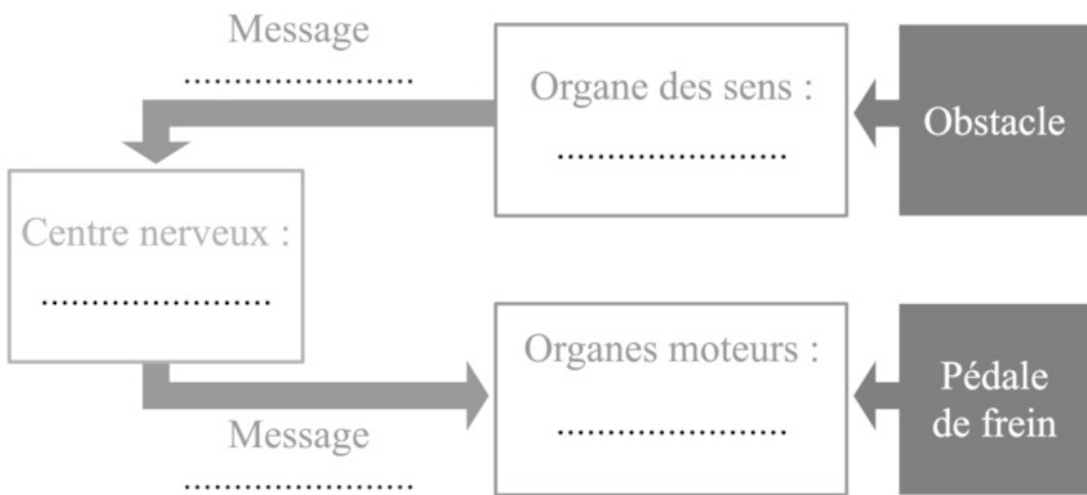 Message
.......................
Organe des sens :
.......................
Obstacle
Centre nerveux :
.......................
Organes moteurs :
.......................
Pédale
de frein
Message
.......................